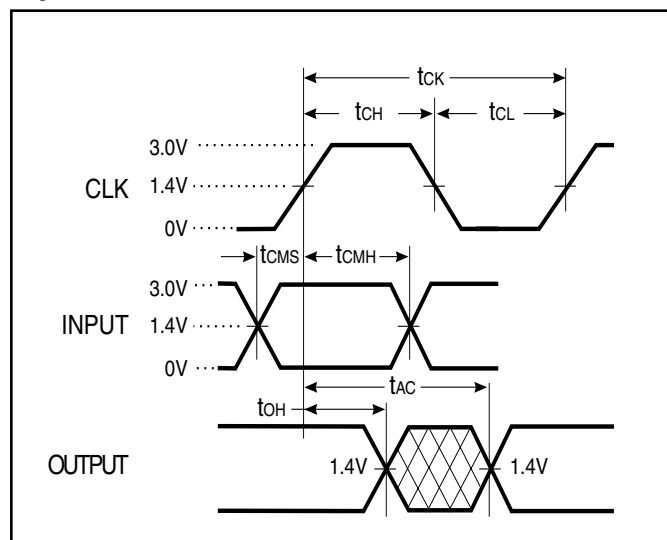 tCK
tCH
tCL
3.0V
CLK
1.4V
0V
tCMS
tCMH
3.0V
INPUT
1.4V
0V
tAC
tOH
OUTPUT
1.4V
1.4V